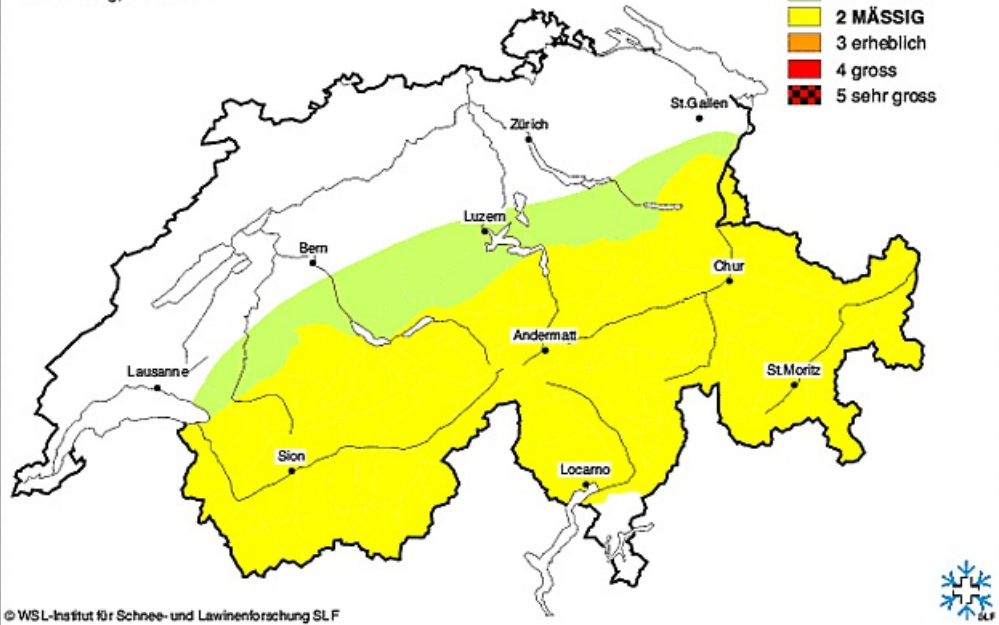 2 MÄSSIG
3 erheblich
4 gross
5 sehr gross
St.Gallen
Zürich
Luzern
Bern
Chur
Andermatt
Lausanne
St.Moritz
Sion
Locarno
© WSL-Institut für Schnee- und Lawinenforschung SLF
SLF